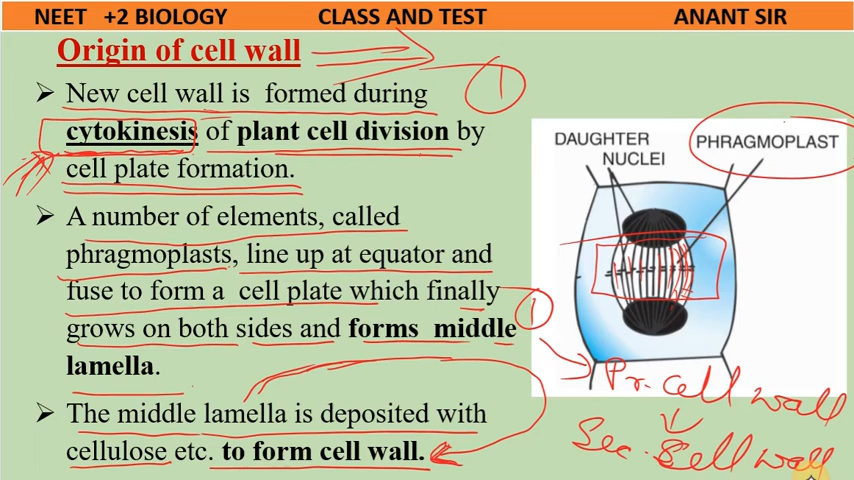 NEET +2 BIOLOGY CLASS AND TEST ANANT SIR
Origin of cell wall
1
➤ New cell wall is formed during
cytokinesis of plant cell division by
cell plate formation.
➤ A number of elements, called
phragmoplasts, line up at equator and
fuse to form a cell plate which finally
grows on both sides and forms middle
lamella.
1
➤ The middle lamella is deposited with
cellulose etc. to form cell wall.
DAUGHTER
NUCLEI
PHRAGMOPLAST
Pr. cell wall
Sec. cell wall